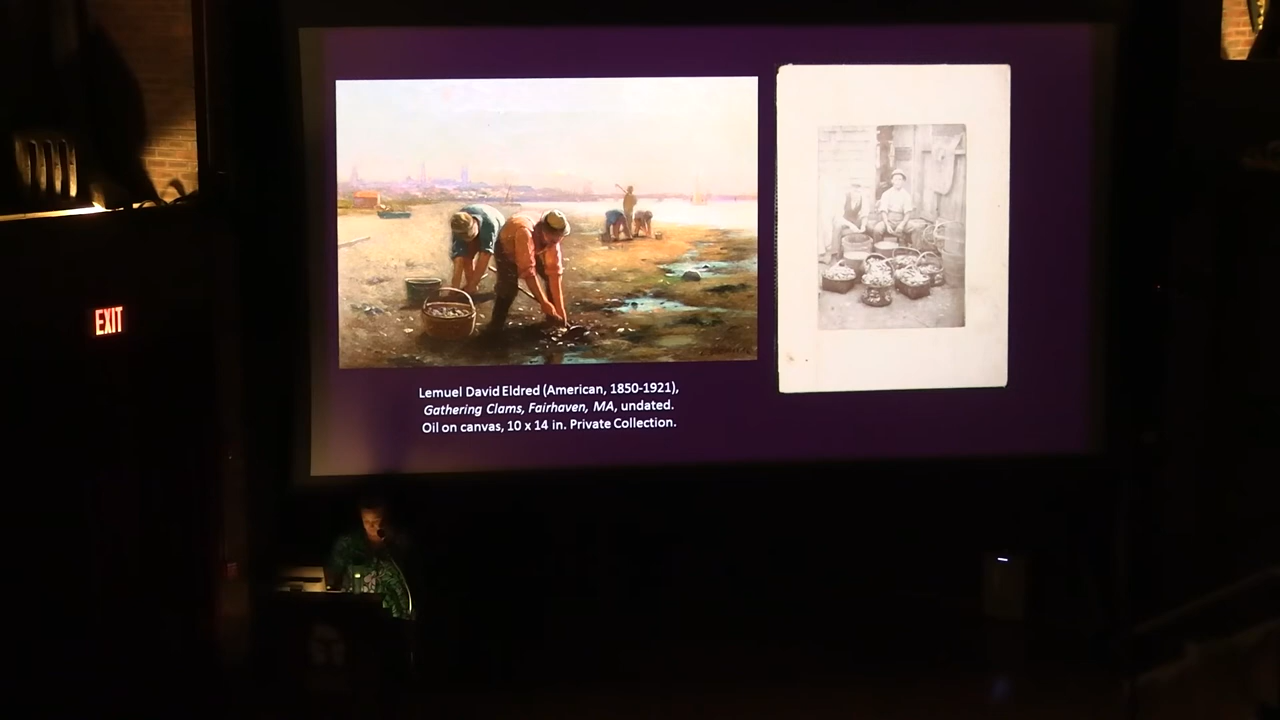 EXIT
Lemuel David Eldred (American, 1850-1921),
Gathering Clams, Fairhaven, MA, undated.
Oil on canvas, 10 x 14 in. Private Collection.